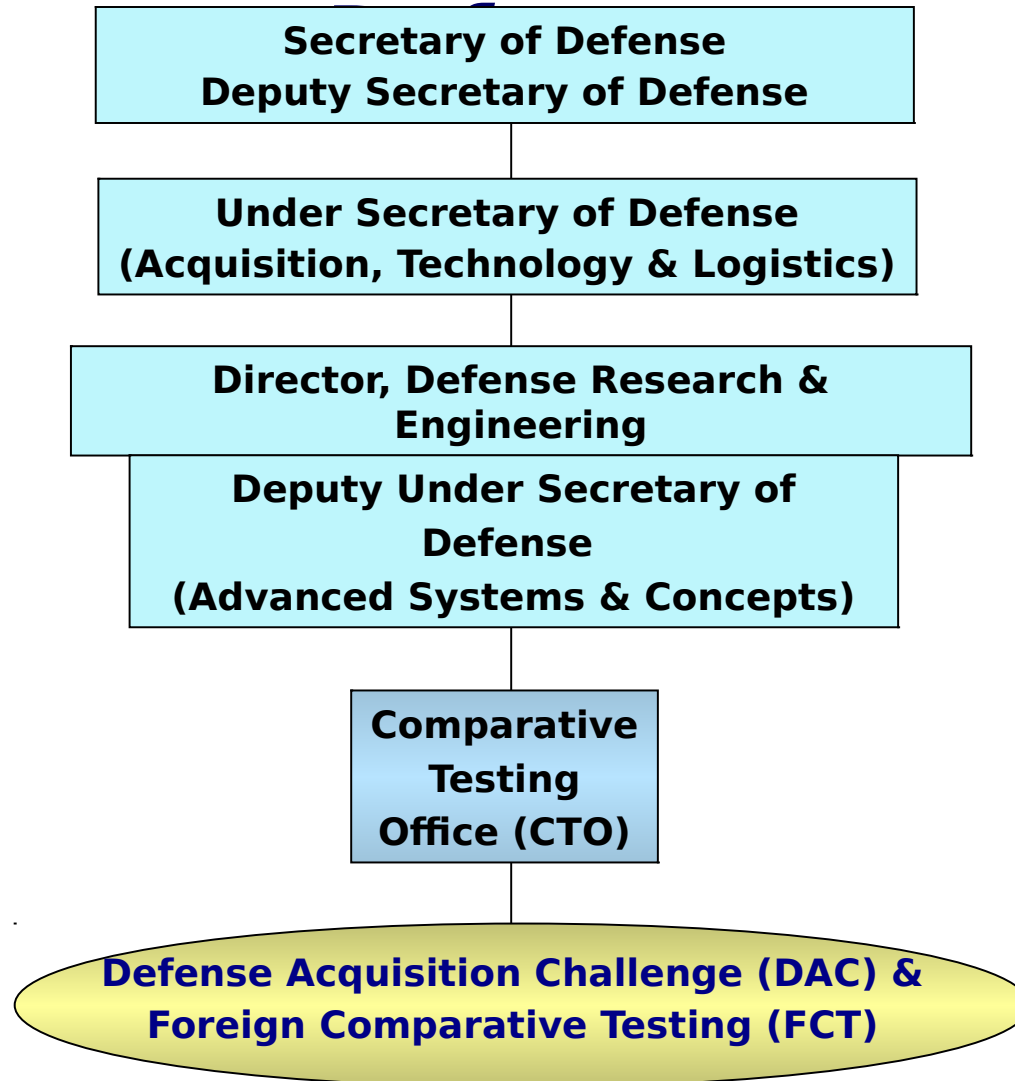 Secretary of Defense
Deputy Secretary of Defense
Under Secretary of Defense
(Acquisition, Technology & Logistics)
Director, Defense Research &
Engineering
Deputy Under Secretary of
Defense
(Advanced Systems & Concepts)
Comparative
Testing
Office (CTO)
Defense Acquisition Challenge (DAC) &
Foreign Comparative Testing (FCT)